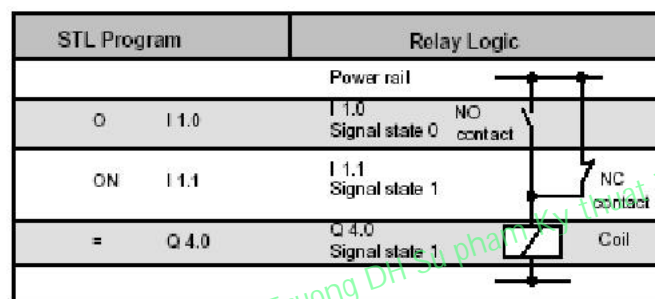 STL Program Relay Logic
Power rail
O I 1.0 I 1.0 NO
Signal state 0 contact
ON I 1.1 I 1.1 NC
Signal state 1 contact
= Q 4.0 Q 4.0 Coil
Signal state 1
Truong DH Su pham Ky thuat